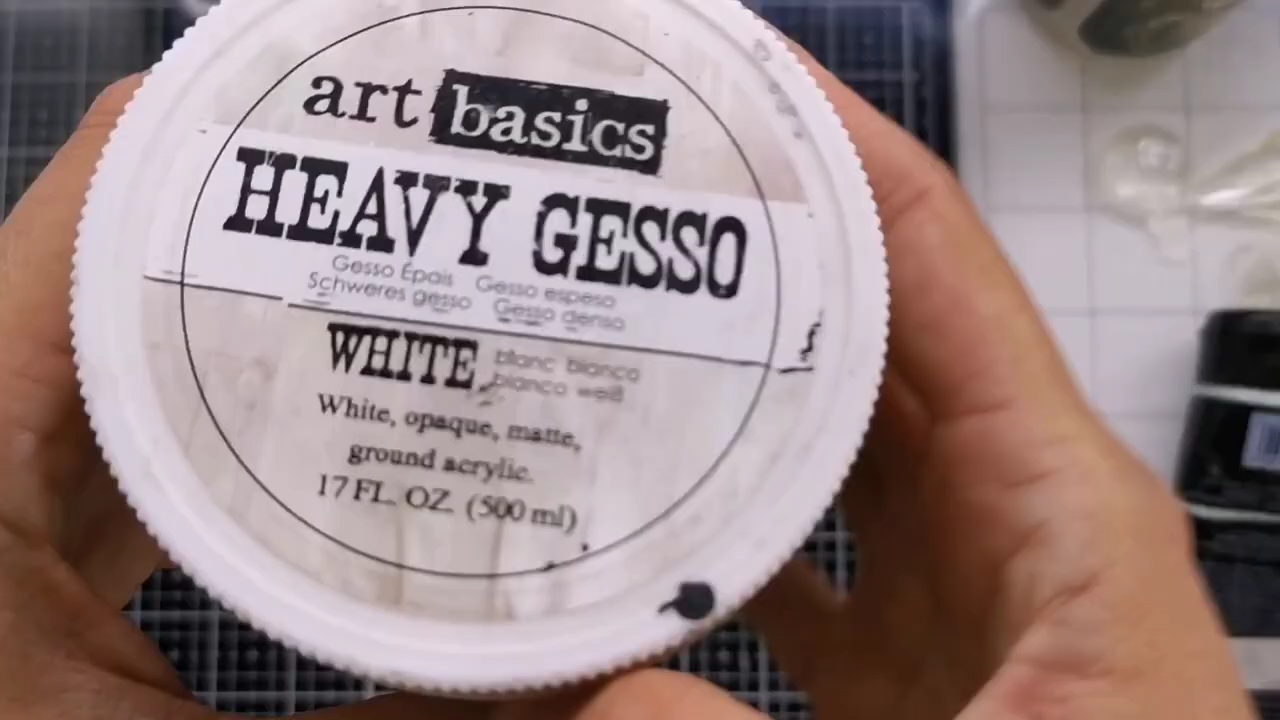 art basics
HEAVY GESSO
Gesso Épais Gesso espeso
Schweres gesso Gesso denso
WHITE blanc bianco
blanco weiß
White, opaque, matte,
ground acrylic.
17 FL. OZ. (500 ml)